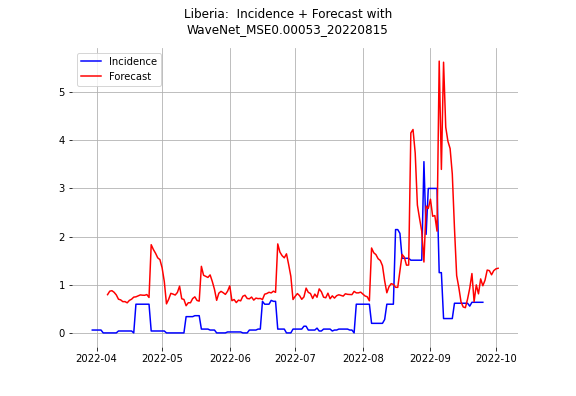 Liberia:  Incidence + Forecast with
WaveNet_MSE0.00053_20220815
Incidence
Forecast
5
4
3
2
1
0
2022-04 2022-05 2022-06 2022-07 2022-08 2022-09 2022-10